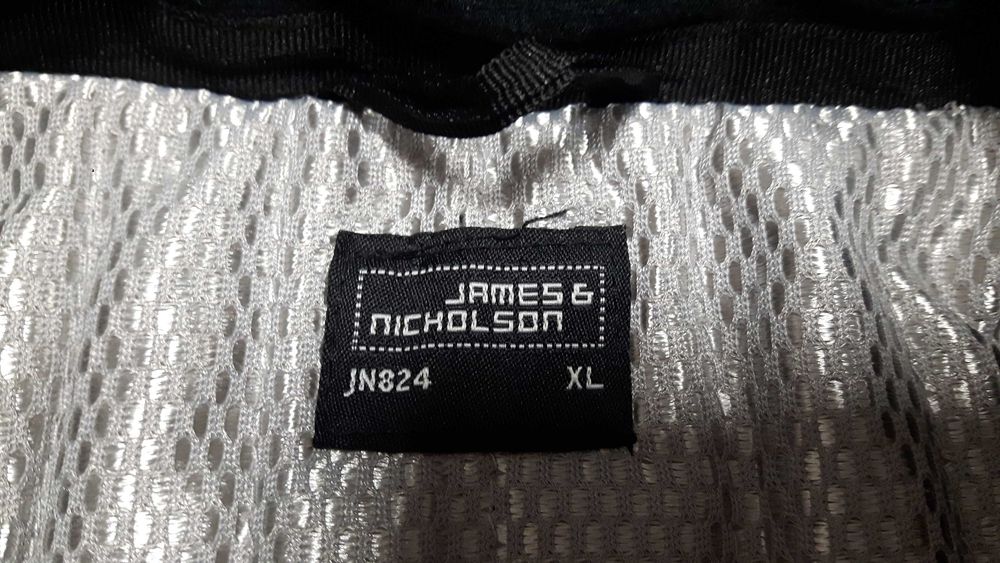 JAMES &
NICHOLSON
JN824 XL